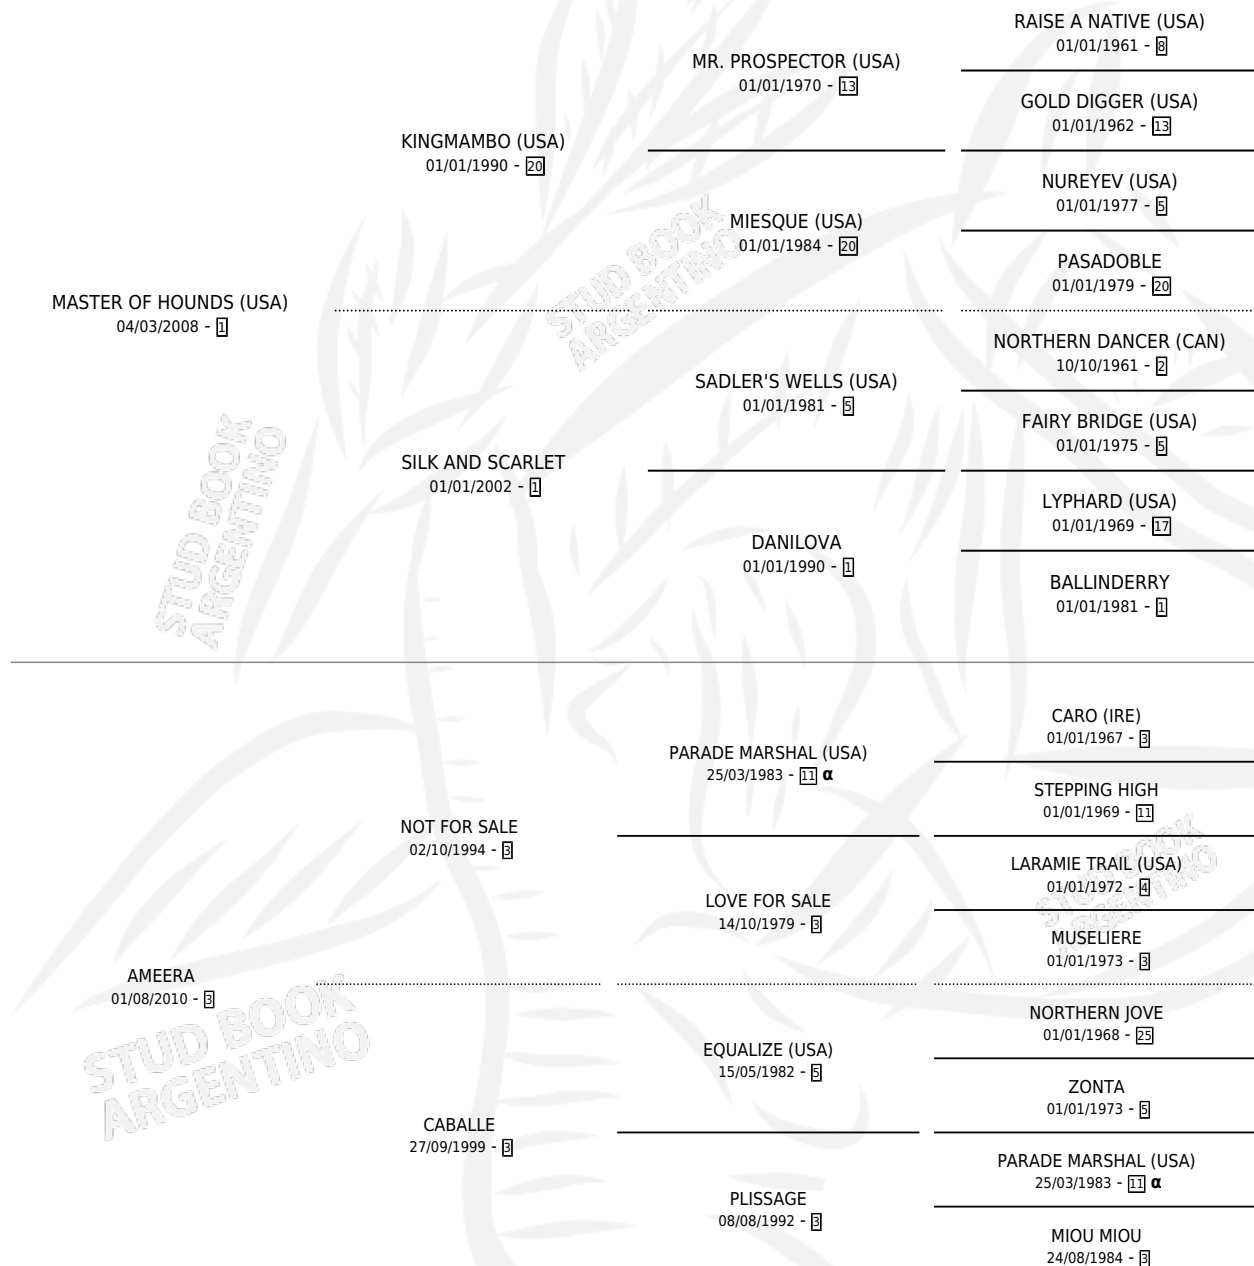 RAISE A NATIVE (USA)
01/01/1961 - 8
MR. PROSPECTOR (USA)
01/01/1970 - 13
GOLD DIGGER (USA)
01/01/1962 - 13
KINGMAMBO (USA)
01/01/1990 - 20
NUREYEV (USA)
01/01/1977 - 5
MIESQUE (USA)
01/01/1984 - 20
PASADOBLE
01/01/1979 - 20
MASTER OF HOUNDS (USA)
04/03/2008 - 1
NORTHERN DANCER (CAN)
10/10/1961 - 2
SADLER'S WELLS (USA)
01/01/1981 - 5
FAIRY BRIDGE (USA)
01/01/1975 - 5
SILK AND SCARLET
01/01/2002 - 1
LYPHARD (USA)
01/01/1969 - 17
DANILOVA
01/01/1990 - 1
BALLINDERRY
01/01/1981 - 1
CARO (IRE)
01/01/1967 - 3
PARADE MARSHAL (USA)
25/03/1983 - 11 α
STEPPING HIGH
01/01/1969 - 11
NOT FOR SALE
02/10/1994 - 3
LARAMIE TRAIL (USA)
01/01/1972 - 4
LOVE FOR SALE
14/10/1979 - 3
MUSELIERE
01/01/1973 - 3
AMEERA
01/08/2010 - 3
NORTHERN JOVE
01/01/1968 - 25
EQUALIZE (USA)
15/05/1982 - 5
ZONTA
01/01/1973 - 5
CABALLE
27/09/1999 - 3
PARADE MARSHAL (USA)
25/03/1983 - 11 α
PLISSAGE
08/08/1992 - 3
MIOU MIOU
24/08/1984 - 3
STUD BOOK
ARGENTINO
STUD BOOK
ARGENTINO
STUD BOOK
ARGENTINO
STUD BOOK
ARGENTINO